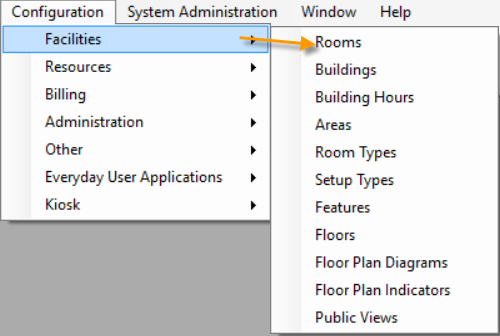 Configuration System Administration Window Help
Facilities
Resources
Billing
Administration
Other
Everyday User Applications
Kiosk
Rooms
Buildings
Building Hours
Areas
Room Types
Setup Types
Features
Floors
Floor Plan Diagrams
Floor Plan Indicators
Public Views